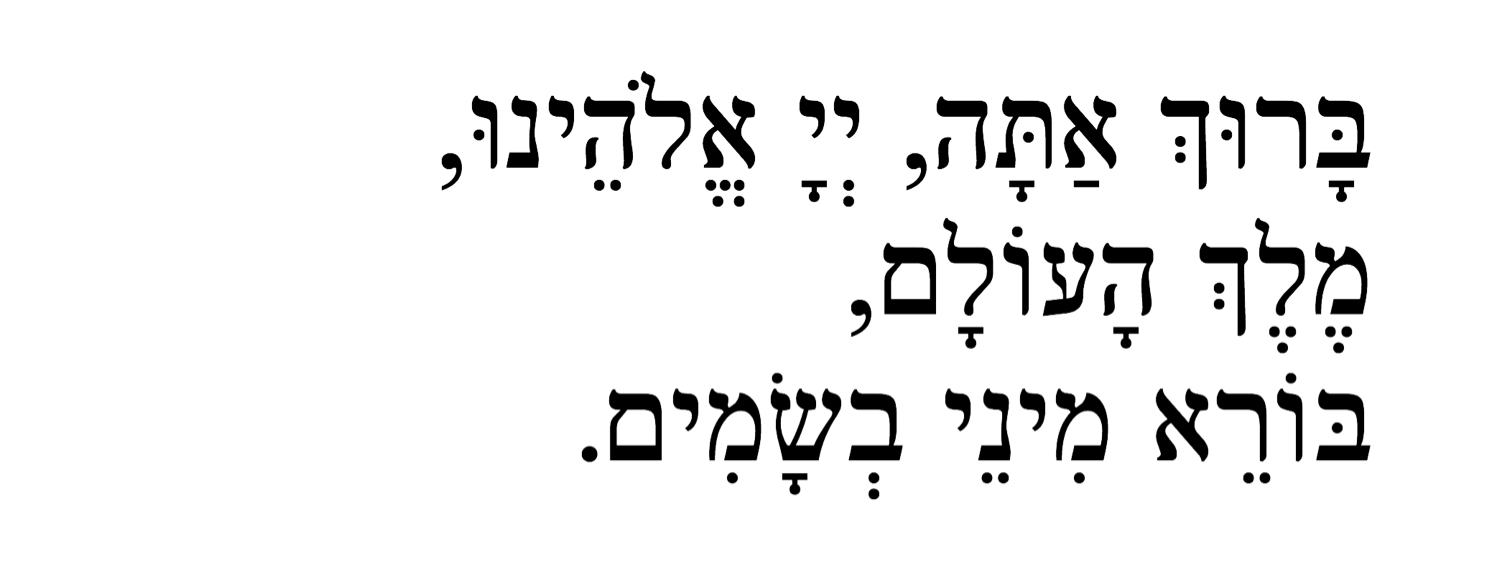 בָּרוּךְ אַתָּה, יְיָ אֱלֹהֵינוּ,
מֶלֶךְ הָעוֹלָם,
בּוֹרֵא מִינֵי בְשָׂמִים.